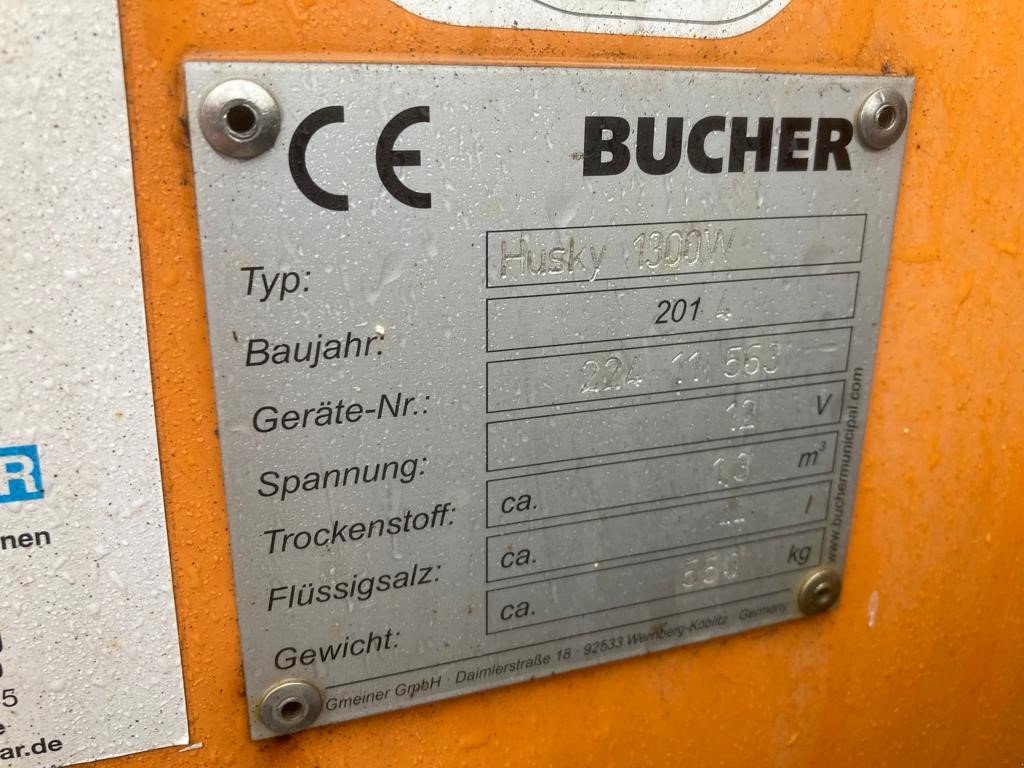 CE BUCHER
Typ: Husky 1300W
Baujahr: 2014
Geräte-Nr.: 224 11 563
Spannung: 12 V
Trockenstoff: ca. 1,3 m³
Flüssigsalz: ca. -- l
Gewicht: ca. 550 kg
Gmeiner GmbH · Daimlerstraße 18 · 92533 Wernberg-Köblitz · Germany
www.buchermunicipal.com
R
nen
5
e
ar.de